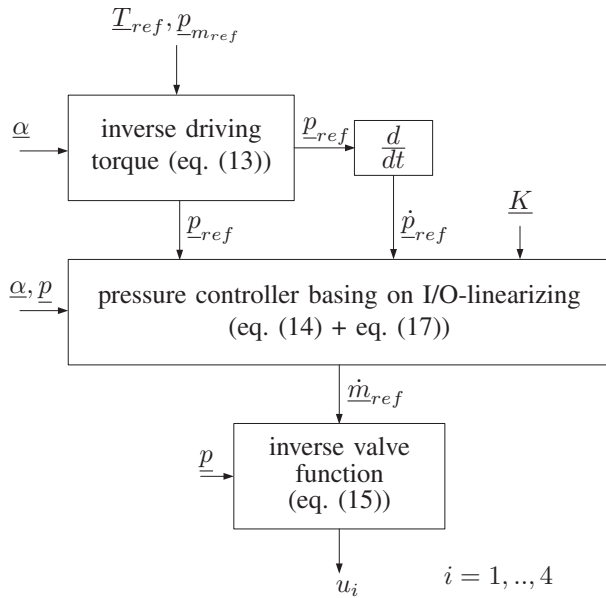 T_ref, p_m_ref
α
inverse driving
torque (eq. (13))
p_ref
d
dt
p_ref
ṗ_ref
K
α, p
pressure controller basing on I/O-linearizing
(eq. (14) + eq. (17))
ṁ_ref
p
inverse valve
function
(eq. (15))
u_i
i = 1, .., 4